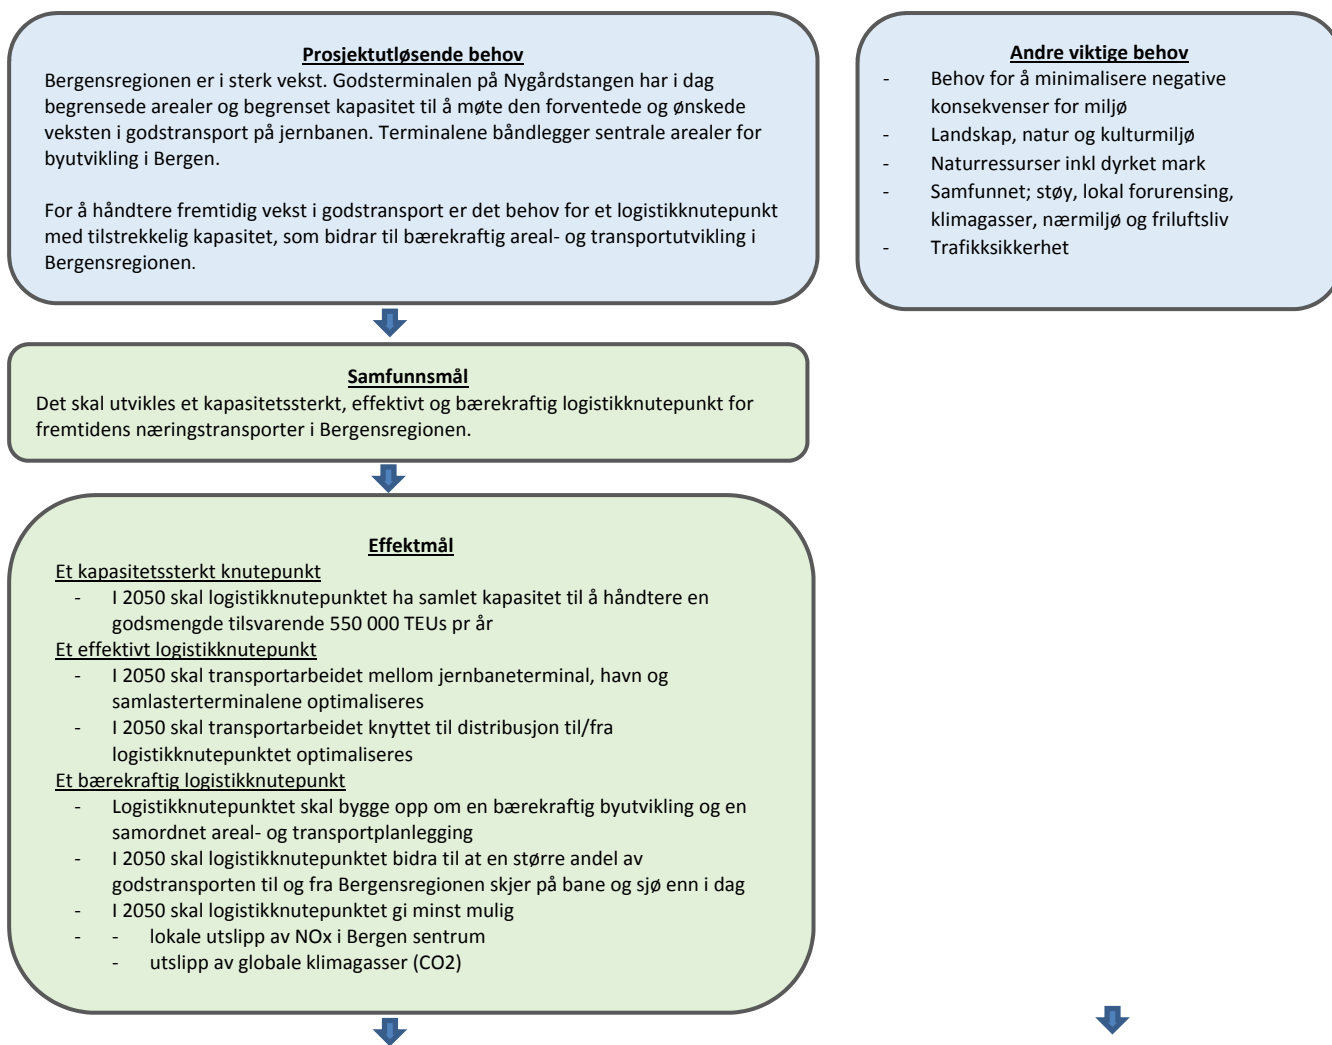 Prosjektutløsende behov
Bergensregionen er i sterk vekst. Godsterminalen på Nygårdstangen har i dag
begrensede arealer og begrenset kapasitet til å møte den forventede og ønskede
veksten i godstransport på jernbanen. Terminalene båndlegger sentrale arealer for
byutvikling i Bergen.
For å håndtere fremtidig vekst i godstransport er det behov for et logistikknutepunkt
med tilstrekkelig kapasitet, som bidrar til bærekraftig areal- og transportutvikling i
Bergensregionen.
Andre viktige behov
- Behov for å minimalisere negative
konsekvenser for miljø
- Landskap, natur og kulturmiljø
- Naturressurser inkl dyrket mark
- Samfunnet; støy, lokal forurensing,
klimagasser, nærmiljø og friluftsliv
- Trafikksikkerhet
Samfunnsmål
Det skal utvikles et kapasitetssterkt, effektivt og bærekraftig logistikknutepunkt for
fremtidens næringstransporter i Bergensregionen.
Effektmål
Et kapasitetssterkt knutepunkt
- I 2050 skal logistikknutepunktet ha samlet kapasitet til å håndtere en
godsmengde tilsvarende 550 000 TEUs pr år
Et effektivt logistikknutepunkt
- I 2050 skal transportarbeidet mellom jernbaneterminal, havn og
samlasterterminalene optimaliseres
- I 2050 skal transportarbeidet knyttet til distribusjon til/fra
logistikknutepunktet optimaliseres
Et bærekraftig logistikknutepunkt
- Logistikknutepunktet skal bygge opp om en bærekraftig byutvikling og en
samordnet areal- og transportplanlegging
- I 2050 skal logistikknutepunktet bidra til at en større andel av
godstransporten til og fra Bergensregionen skjer på bane og sjø enn i dag
- I 2050 skal logistikknutepunktet gi minst mulig
- - lokale utslipp av NOx i Bergen sentrum
- utslipp av globale klimagasser (CO2)